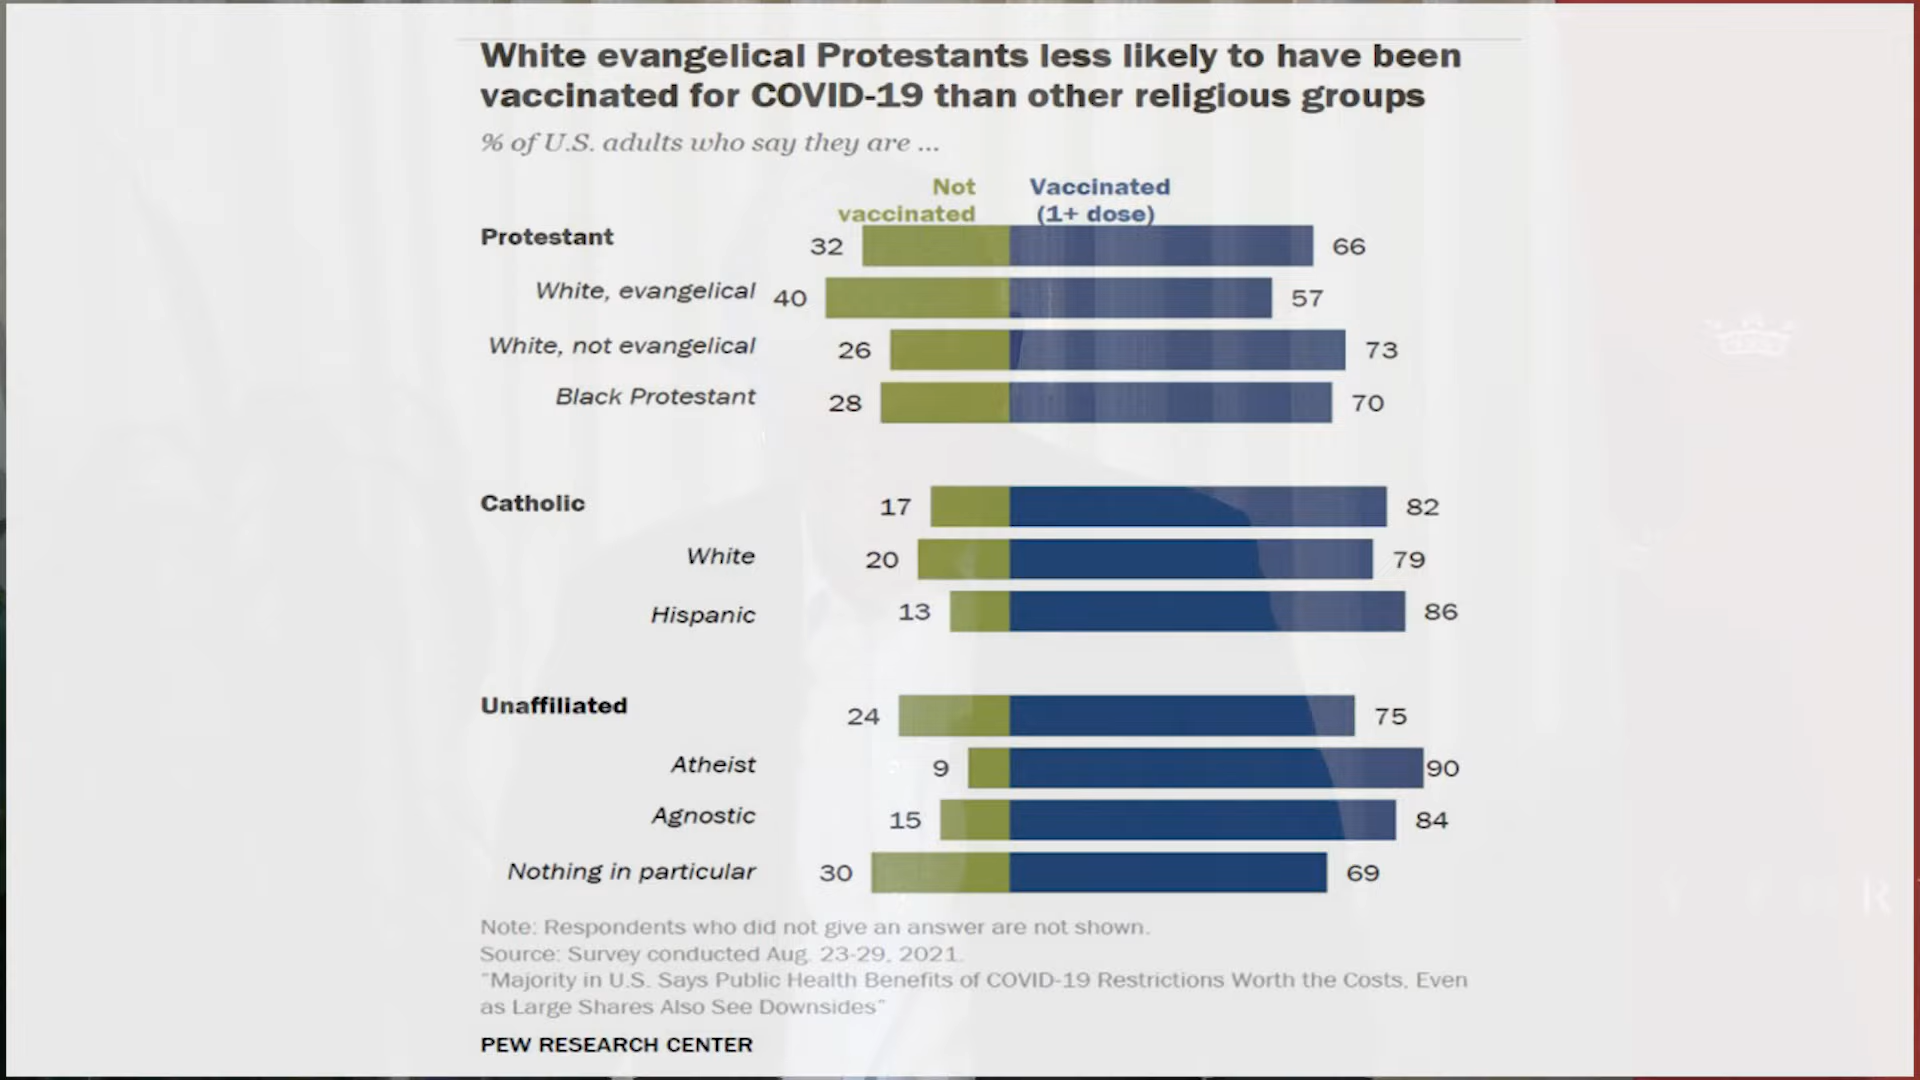 White evangelical Protestants less likely to have been
vaccinated for COVID-19 than other religious groups
% of U.S. adults who say they are ...
Not vaccinated
Vaccinated (1+ dose)
Protestant 32 66
White, evangelical 40 57
White, not evangelical 26 73
Black Protestant 28 70
Catholic 17 82
White 20 79
Hispanic 13 86
Unaffiliated 24 75
Atheist 9 90
Agnostic 15 84
Nothing in particular 30 69
Note: Respondents who did not give an answer are not shown.
Source: Survey conducted Aug. 23-29, 2021.
“Majority in U.S. Says Public Health Benefits of COVID-19 Restrictions Worth the Costs, Even
as Large Shares Also See Downsides”
PEW RESEARCH CENTER